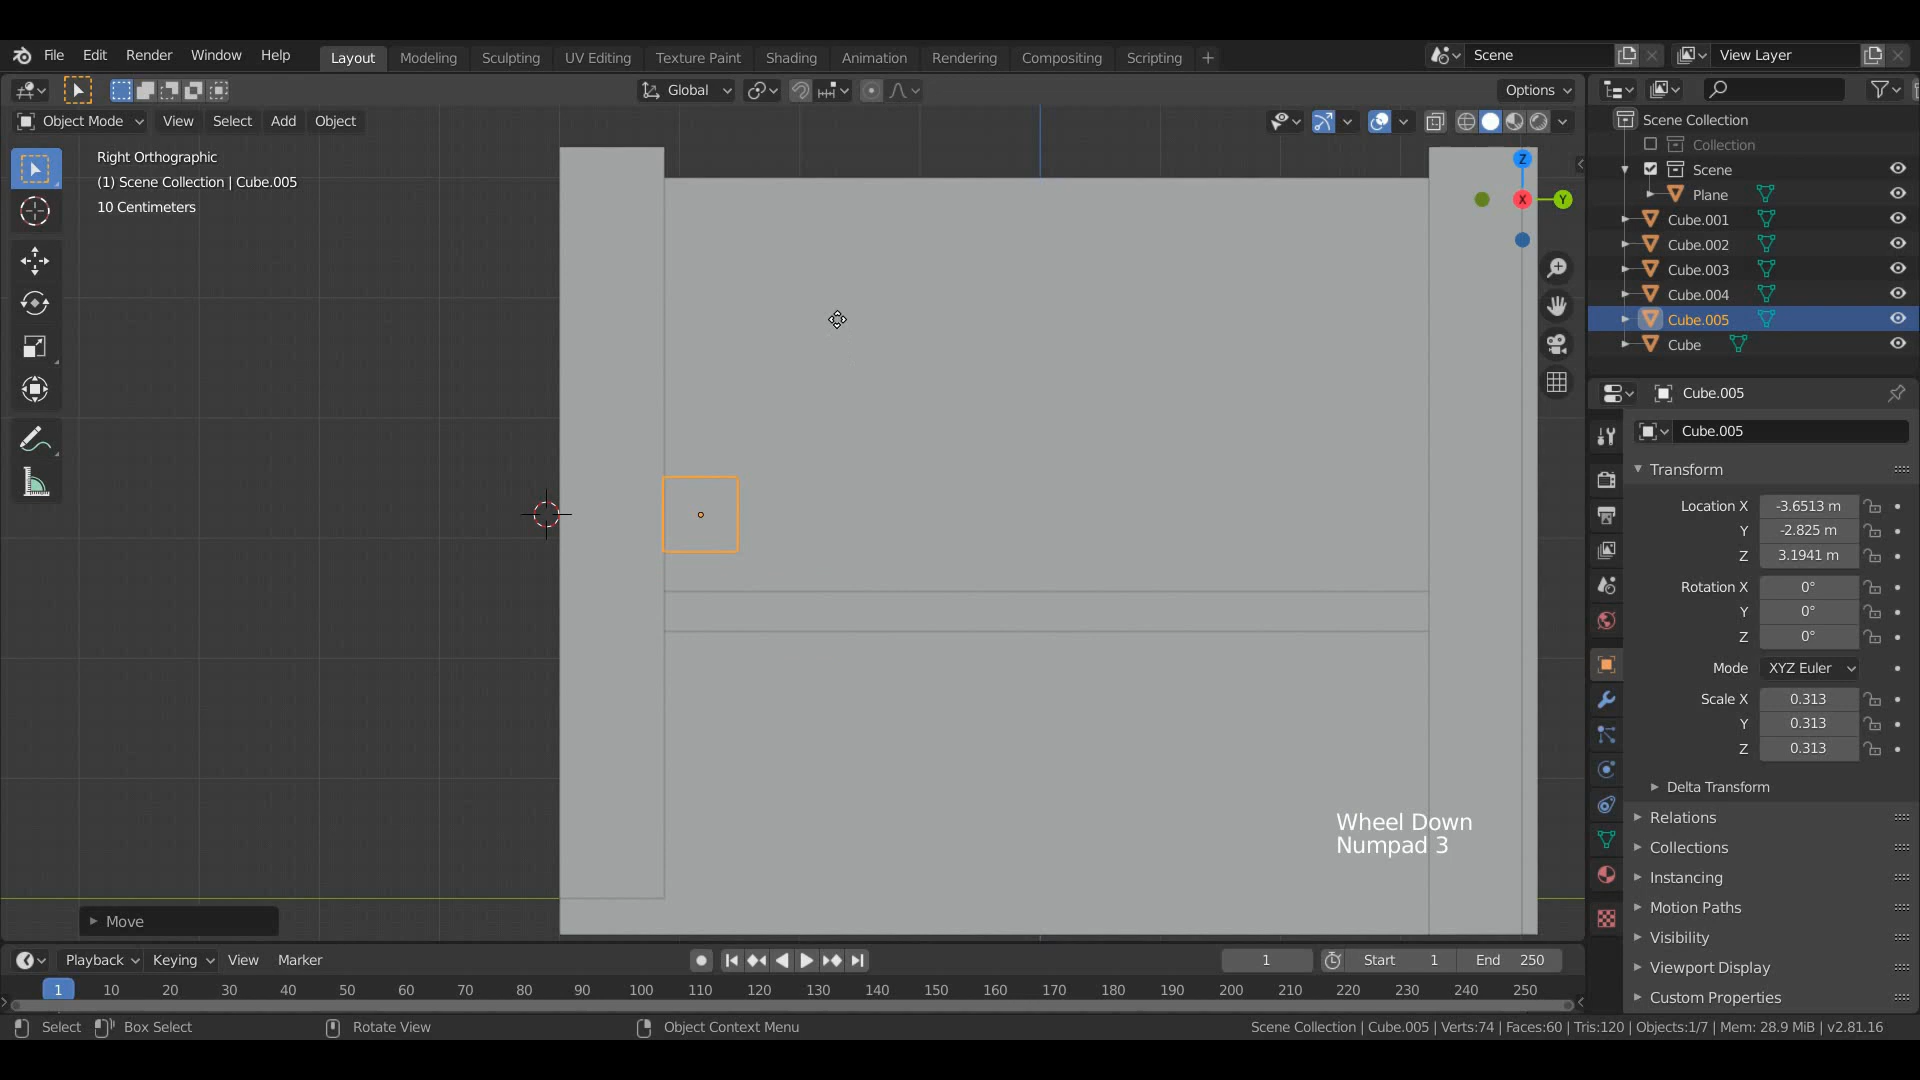 File Edit Render Window Help Layout Modeling Sculpting UV Editing Texture Paint Shading Animation Rendering Compositing Scripting + Scene View Layer
Global Options
Object Mode View Select Add Object
Right Orthographic
(1) Scene Collection | Cube.005
10 Centimeters
Z
X
Y
Wheel Down
Numpad 3
Move
Scene Collection
Collection
Scene
Plane
Cube.001
Cube.002
Cube.003
Cube.004
Cube.005
Cube
Cube.005
Cube.005
Transform
Location X -3.6513 m
Y -2.825 m
Z 3.1941 m
Rotation X 0°
Y 0°
Z 0°
Mode XYZ Euler
Scale X 0.313
Y 0.313
Z 0.313
Delta Transform
Relations
Collections
Instancing
Motion Paths
Visibility
Viewport Display
Custom Properties
Playback Keying View Marker 1 Start 1 End 250
1 10 20 30 40 50 60 70 80 90 100 110 120 130 140 150 160 170 180 190 200 210 220 230 240 250
Select Box Select Rotate View Object Context Menu Scene Collection | Cube.005 | Verts:74 | Faces:60 | Tris:120 | Objects:1/7 | Mem: 28.9 MiB | v2.81.16